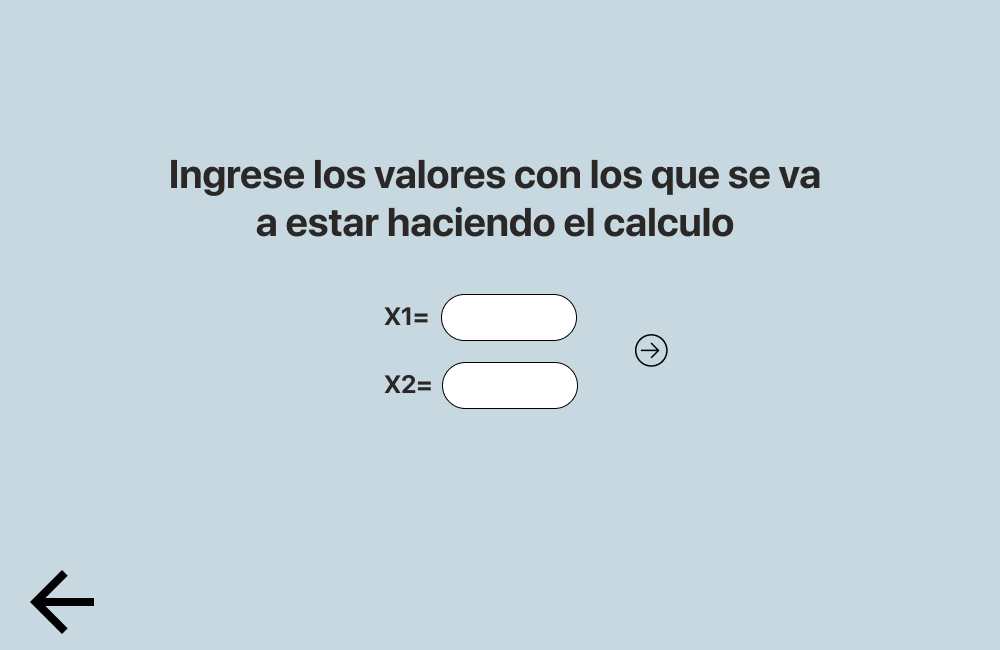 Ingrese los valores con los que se va
a estar haciendo el calculo
X1=
X2=